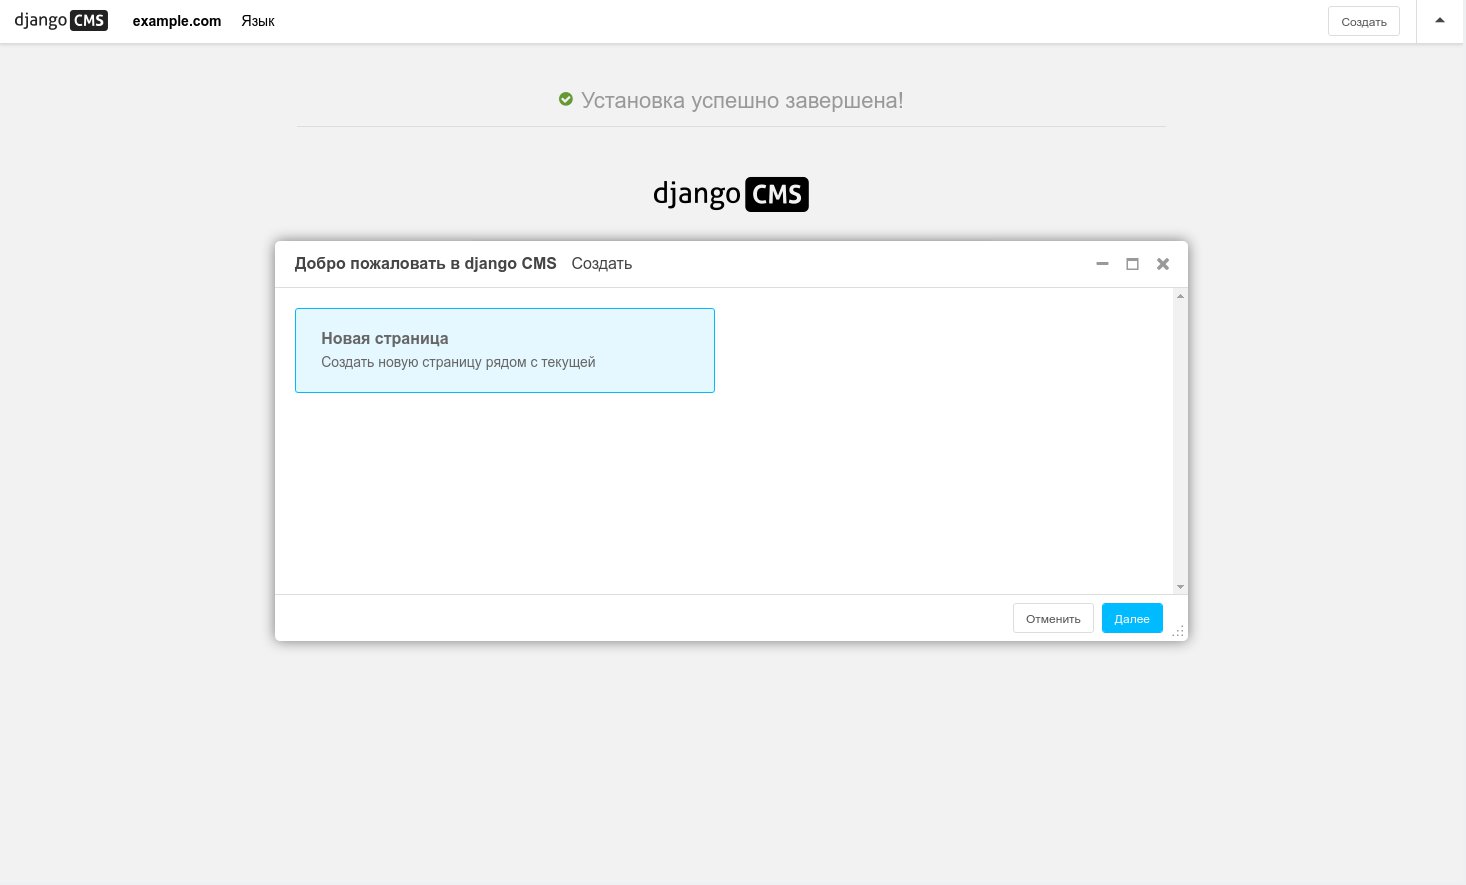 django CMS example.com Язык Создать
Установка успешно завершена!
django CMS
Добро пожаловать в django CMS Создать
Новая страница
Создать новую страницу рядом с текущей
Отменить Далее